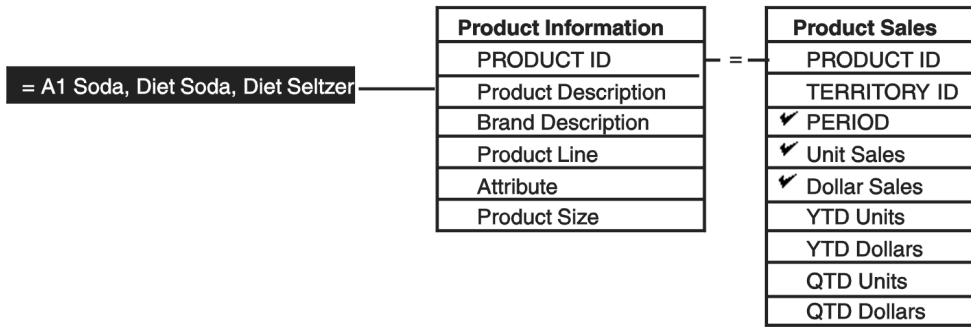 = A1 Soda, Diet Soda, Diet Seltzer
Product Information
PRODUCT ID
Product Description
Brand Description
Product Line
Attribute
Product Size
=
Product Sales
PRODUCT ID
TERRITORY ID
PERIOD
Unit Sales
Dollar Sales
YTD Units
YTD Dollars
QTD Units
QTD Dollars